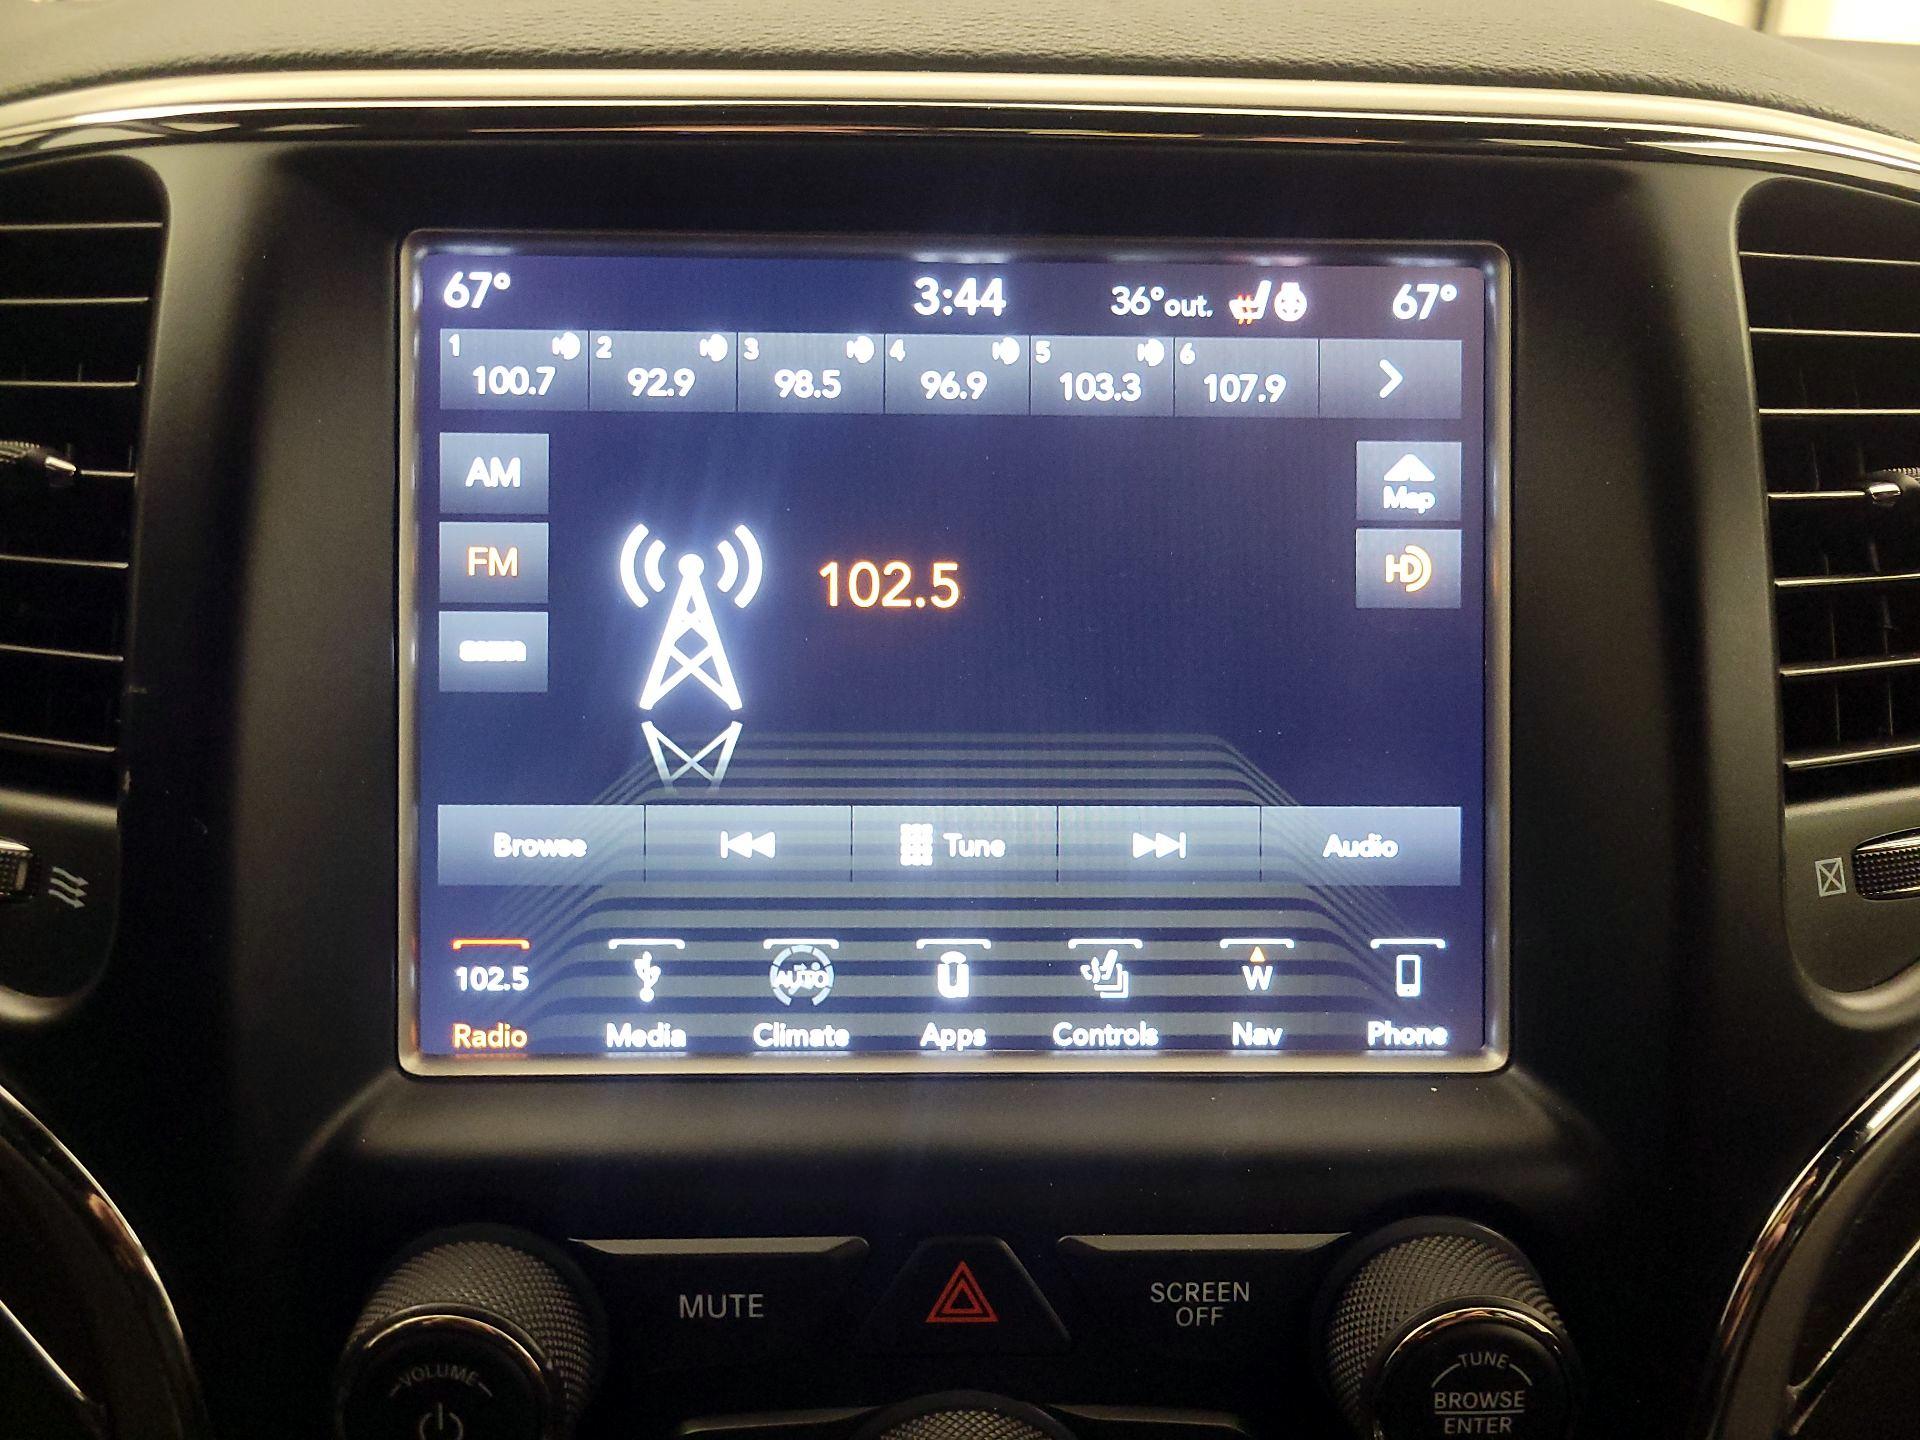 67° 3:44 36°out. 67°
1 2 3 4 5 6
100.7 92.9 98.5 96.9 103.3 107.9
AM
Map
FM
HD
102.5
Browse Tune Audio
102.5 AUTO W
Radio Media Climate Apps Controls Nav Phone
MUTE
SCREEN
OFF
VOLUME
TUNE
BROWSE
ENTER